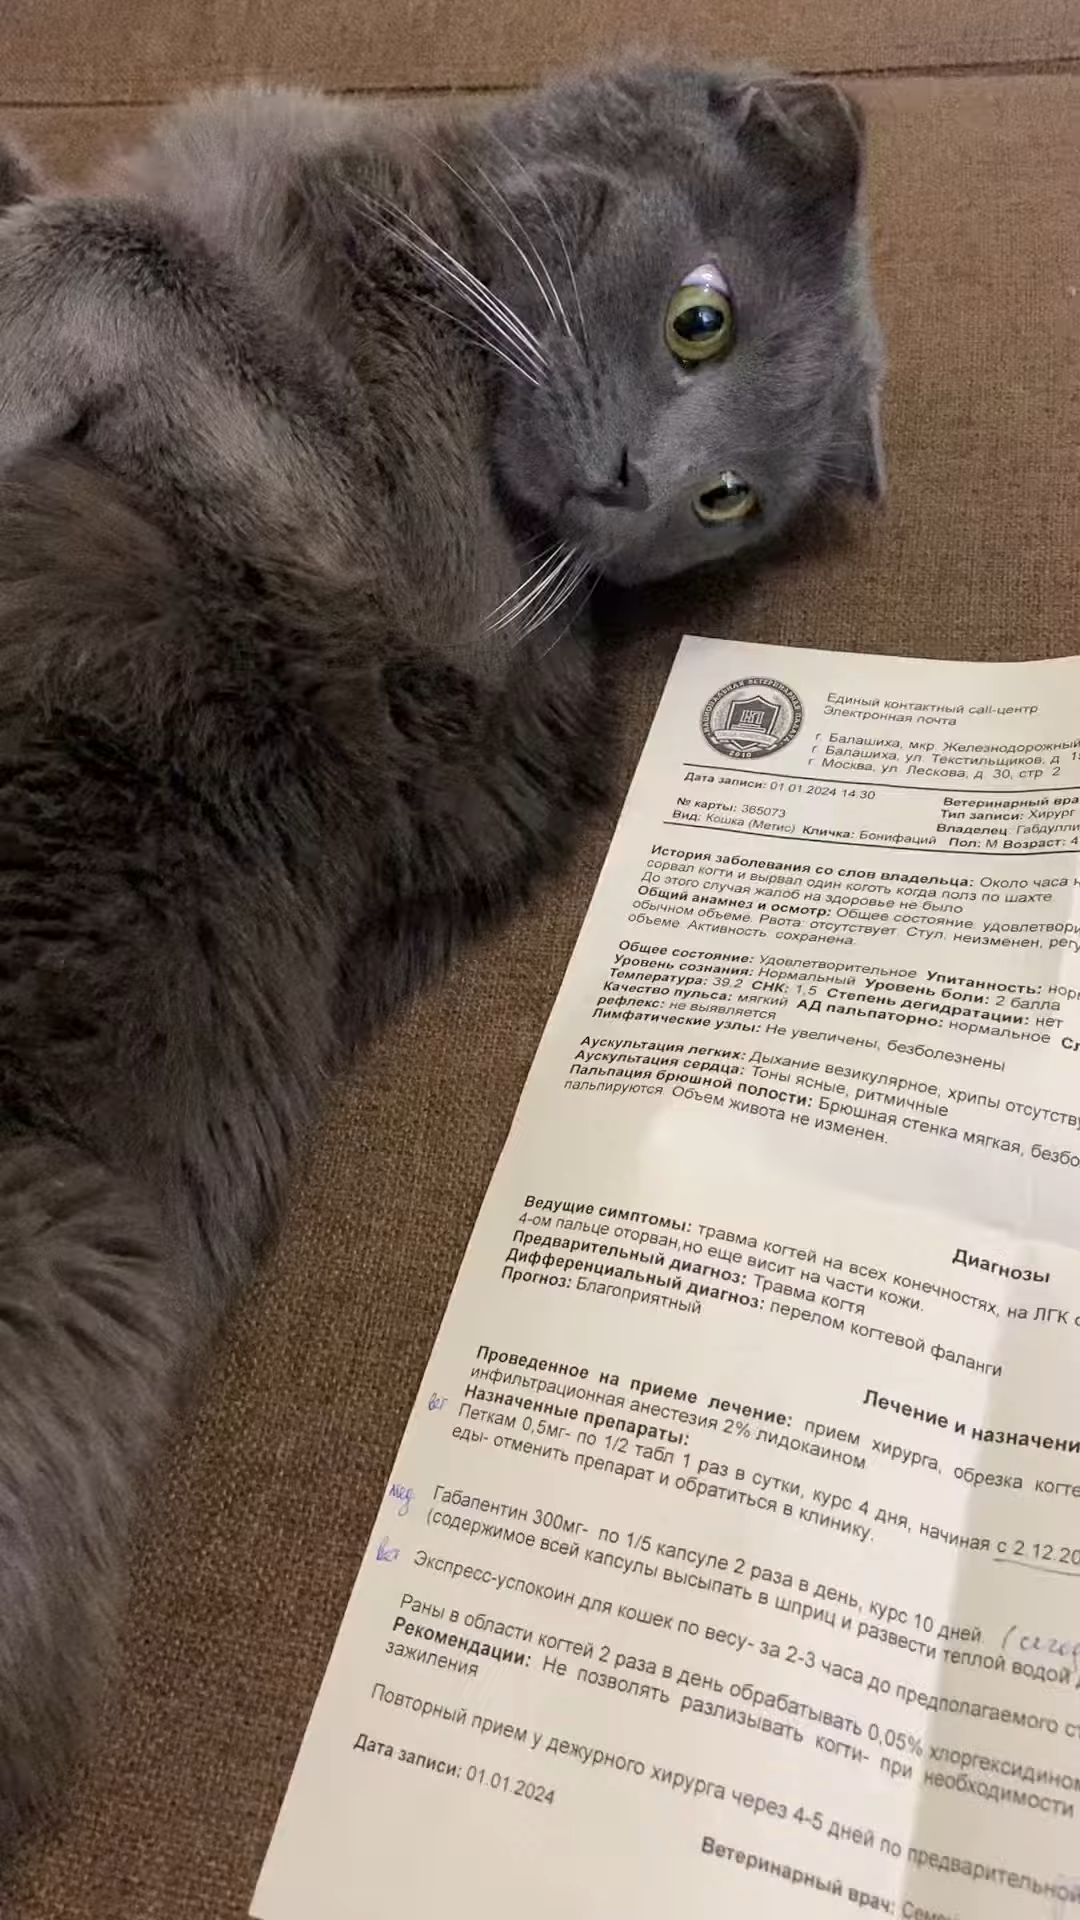 НАЦИОНАЛЬНАЯ ВЕТЕРИНАРНАЯ ПАЛАТА
2010
Единый контактный call-центр
Электронная почта
г. Балашиха, мкр. Железнодорожный
г. Балашиха, ул. Текстильщиков, д.
г. Москва, ул. Лескова, д. 30, стр 2
Дата записи: 01.01.2024 14:30
Ветеринарный
№ карты: 365073
Тип записи: Хирург
Владелец:
Вид: Кошка (Метис) Кличка: Бонифаций Пол: М Возраст: 4
История заболевания со слов владельца: Около часа
сорвал когти и вырвал один коготь когда полз по шахте
До этого случая жалоб на здоровье не было
Общий анамнез и осмотр: Общее состояние
обычном объеме. Рвота отсутствует. Стул. неизменен,
объеме. Активность. сохранена.
Общее состояние: Удовлетворительное Упитанность:
Уровень сознания: Нормальный Уровень боли: 2 балла
Температура: 39.2 СНК: 1,5 Степень дегидратации: нет
Качество пульса: мягкий АД пальпаторно: нормальное
рефлекс: не выявляется
Лимфатические узлы: Не увеличены, безболезнены
Аускультация легких: Дыхание везикулярное, хрипы
Аускультация сердца: Тоны ясные, ритмичные
Пальпация брюшной полости: Брюшная стенка мягкая,
пальпируются. Объем живота не изменен.
Диагнозы
Ведущие симптомы: травма когтей на всех конечностях, на ЛГК
4-ом пальце оторван,но еще висит на части кожи.
Предварительный диагноз: Травма когтя
Дифференциальный диагноз: перелом когтевой фаланги
Прогноз: Благоприятный
Лечение и
Проведенное на приеме лечение: прием хирурга, обрезка
инфильтрационная анестезия 2% лидокаином
Назначенные препараты:
вет
Петкам 0,5мг- по 1/2 табл 1 раз в сутки, курс 4 дня, начиная с 2.12.20
еды- отменить препарат и обратиться в клинику.
мед
Габапентин 300мг- по 1/5 капсуле 2 раза в день, курс 10 дней.
(содержимое всей капсулы высыпать в шприц и развести теплой водой
вет
Экспресс-успокоин для кошек по весу- за 2-3 часа до предполагаемого
Раны в области когтей 2 раза в день обрабатывать 0,05%
Рекомендации: Не позволять разлизывать когти- при необходимости
зажиления
Повторный прием у дежурного хирурга через 4-5 дней по
Дата записи: 01.01.2024
Ветеринарный врач: